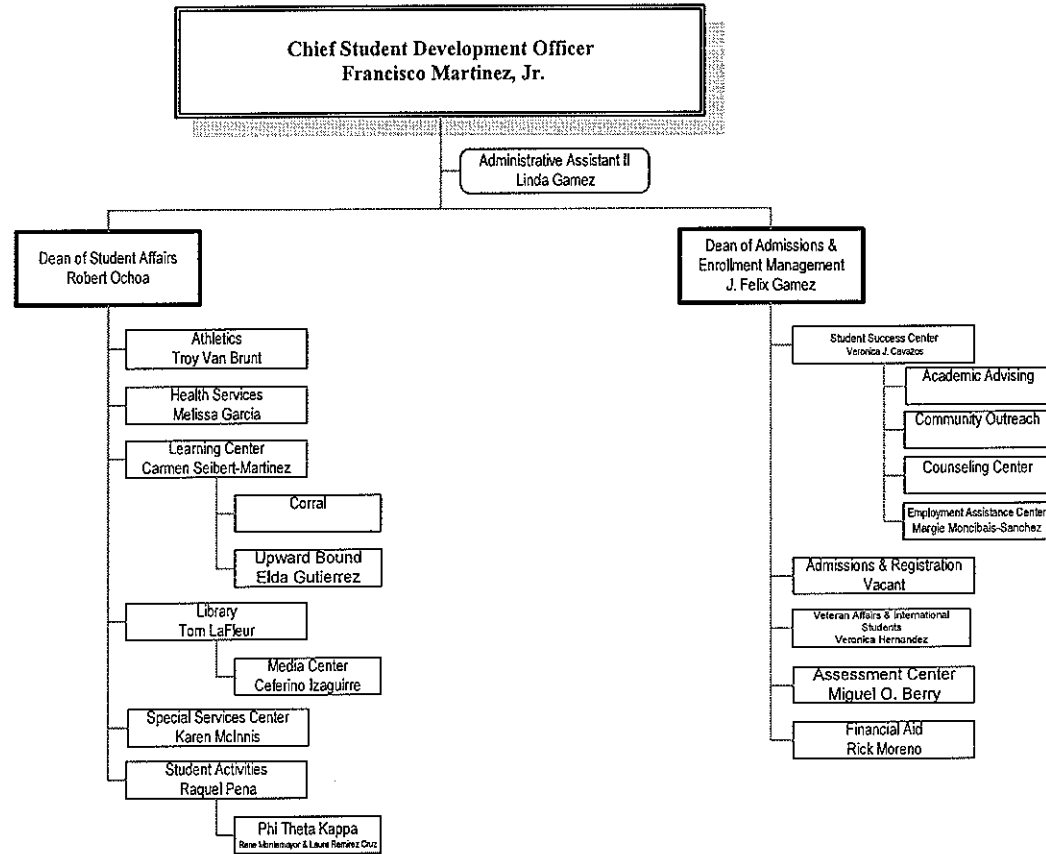 Chief Student Development Officer
Francisco Martinez, Jr.
Administrative Assistant II
Linda Gamez
Dean of Student Affairs
Robert Ochoa
Athletics
Troy Van Brunt
Health Services
Melissa Garcia
Learning Center
Carmen Seibert-Martinez
Corral
Upward Bound
Elda Gutierrez
Library
Tom LaFleur
Media Center
Ceferino Izaguirre
Special Services Center
Karen McInnis
Student Activities
Raquel Pena
Phi Theta Kappa
Rene Montemayor & Laura Ramirez Cruz
Dean of Admissions &
Enrollment Management
J. Felix Gamez
Student Success Center
Veronica J. Cavazos
Academic Advising
Community Outreach
Counseling Center
Employment Assistance Center
Margie Moncibais-Sanchez
Admissions & Registration
Vacant
Veteran Affairs & International
Students
Veronica Hernandez
Assessment Center
Miguel O. Berry
Financial Aid
Rick Moreno